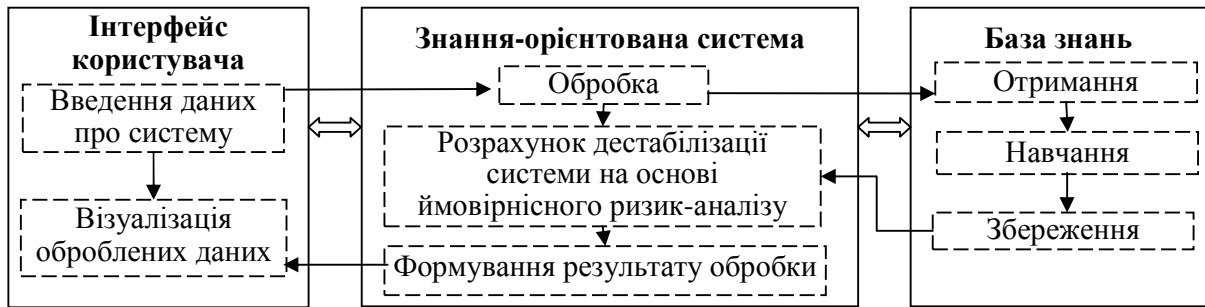 Інтерфейс
користувача
Введення даних
про систему
Візуалізація
оброблених даних
Знання-орієнтована система
Обробка
Розрахунок дестабілізації
системи на основі
ймовірнісного ризик-аналізу
Формування результату обробки
База знань
Отримання
Навчання
Збереження